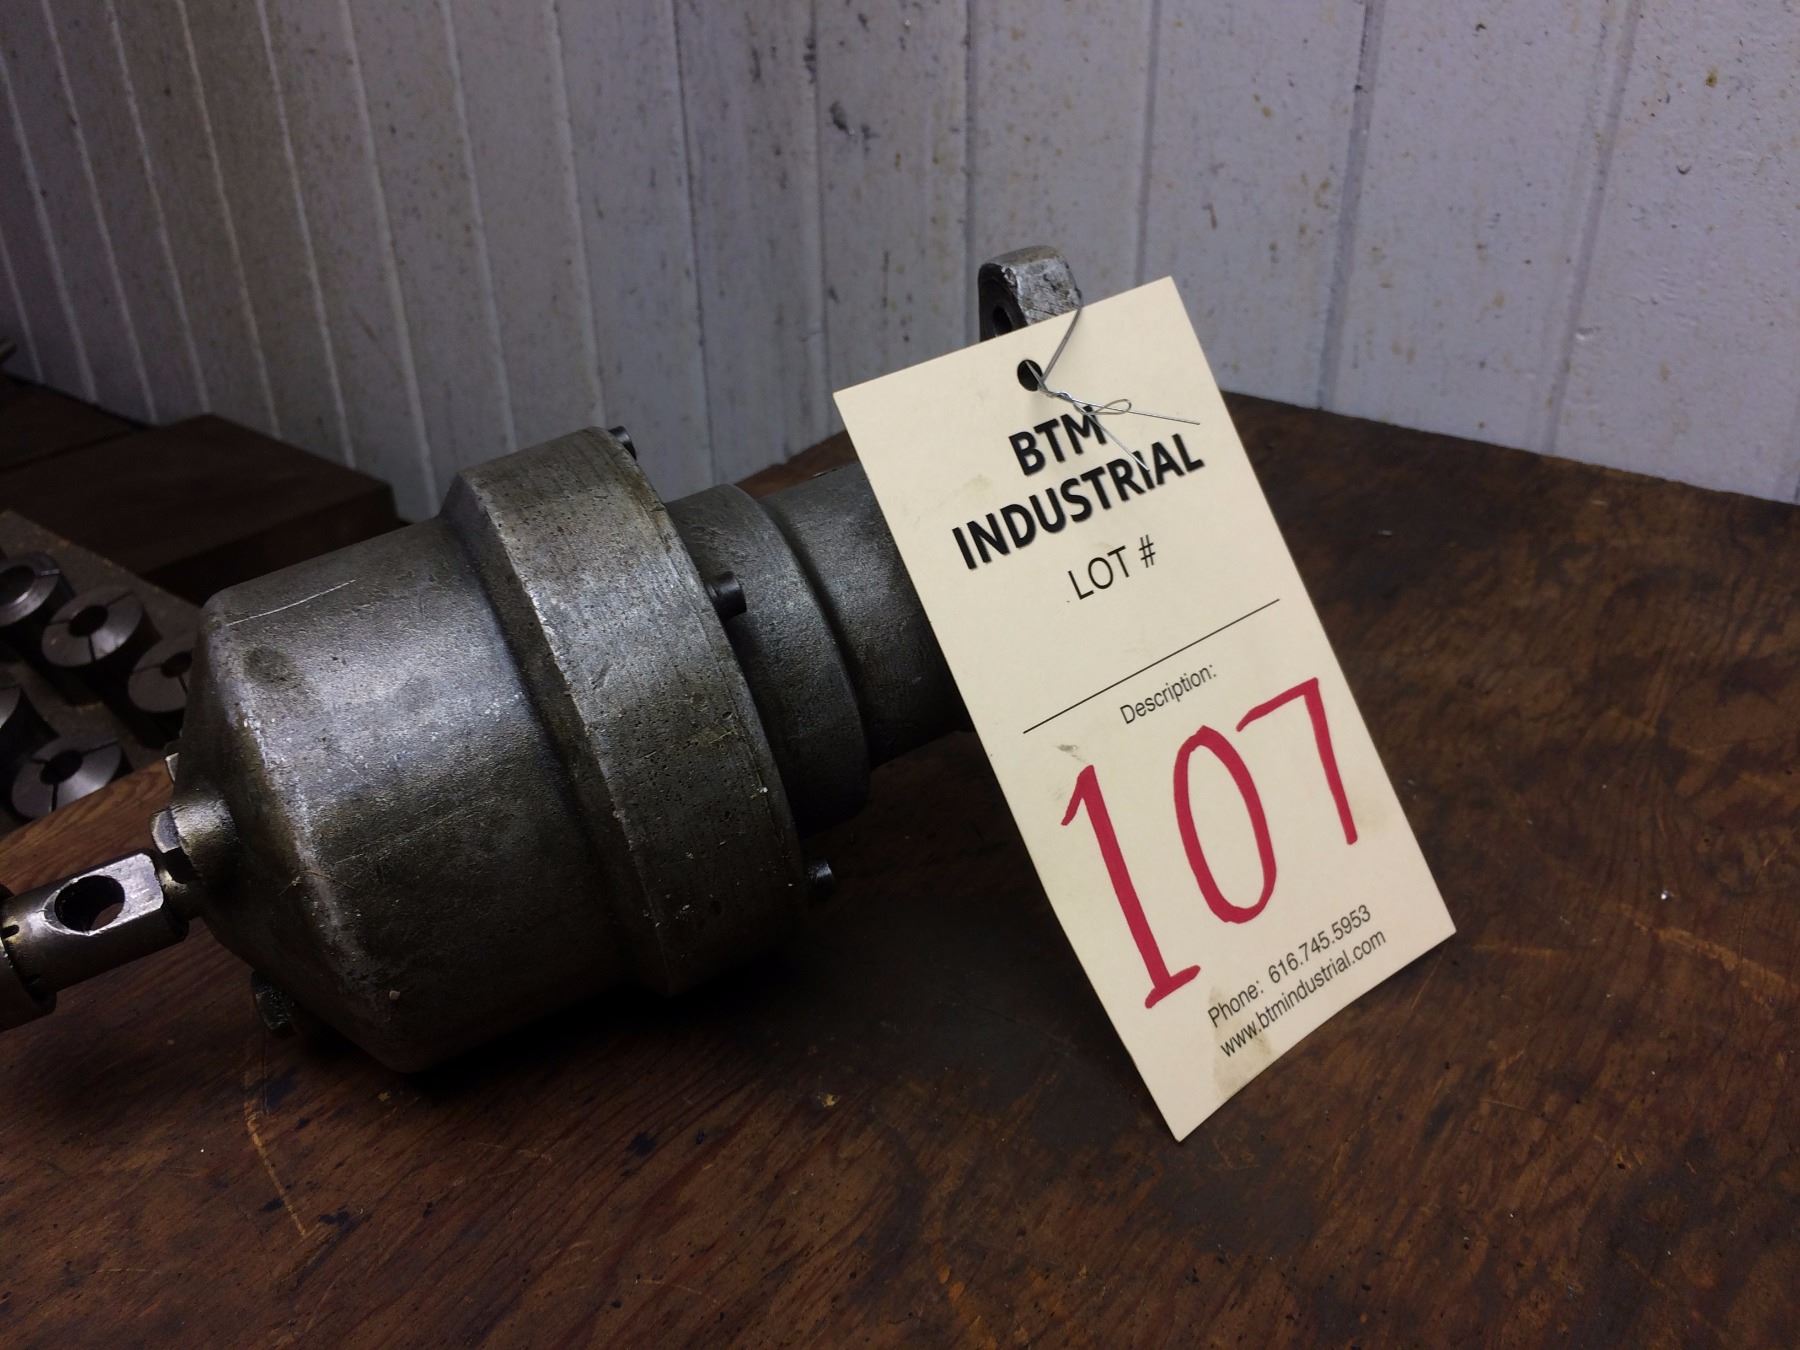 BTM
INDUSTRIAL
LOT #
Description:
107
Phone: 616.745.5953
www.btmindustrial.com